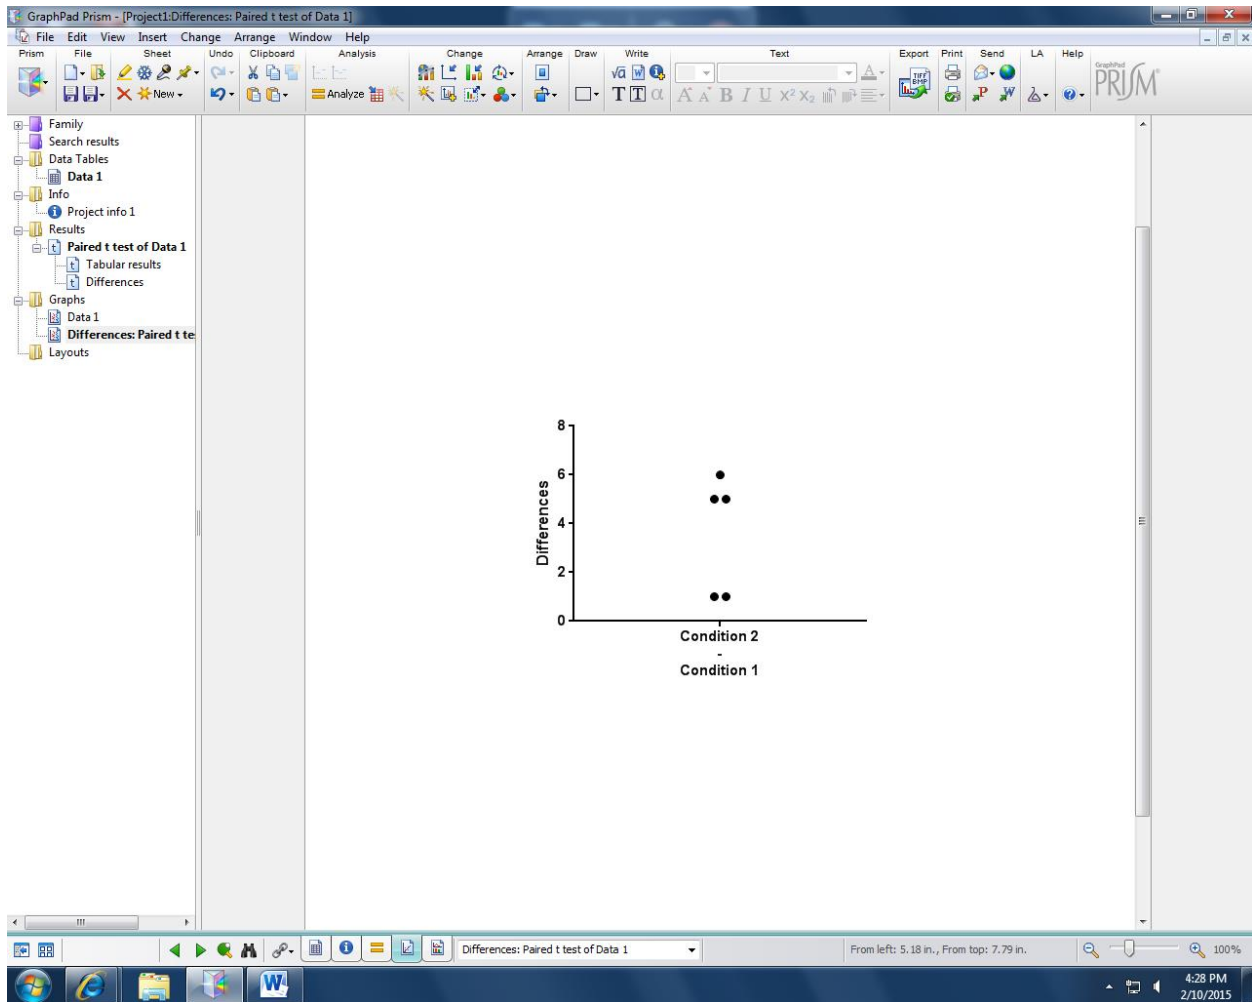 GraphPad Prism - [Project1:Differences: Paired t test of Data 1]
File Edit View Insert Change Arrange Window Help
Prism File Sheet Undo Clipboard Analysis Change Arrange Draw Write Text Export Print Send LA Help
New
Analyze
GraphPad
PRISM
Family
Search results
Data Tables
Data 1
Info
Project info 1
Results
Paired t test of Data 1
Tabular results
Differences
Graphs
Data 1
Differences: Paired t te
Layouts
8
6
4
2
0
Differences
Condition 2
-
Condition 1
Differences: Paired t test of Data 1
From left: 5.18 in., From top: 7.79 in.
100%
4:28 PM
2/10/2015